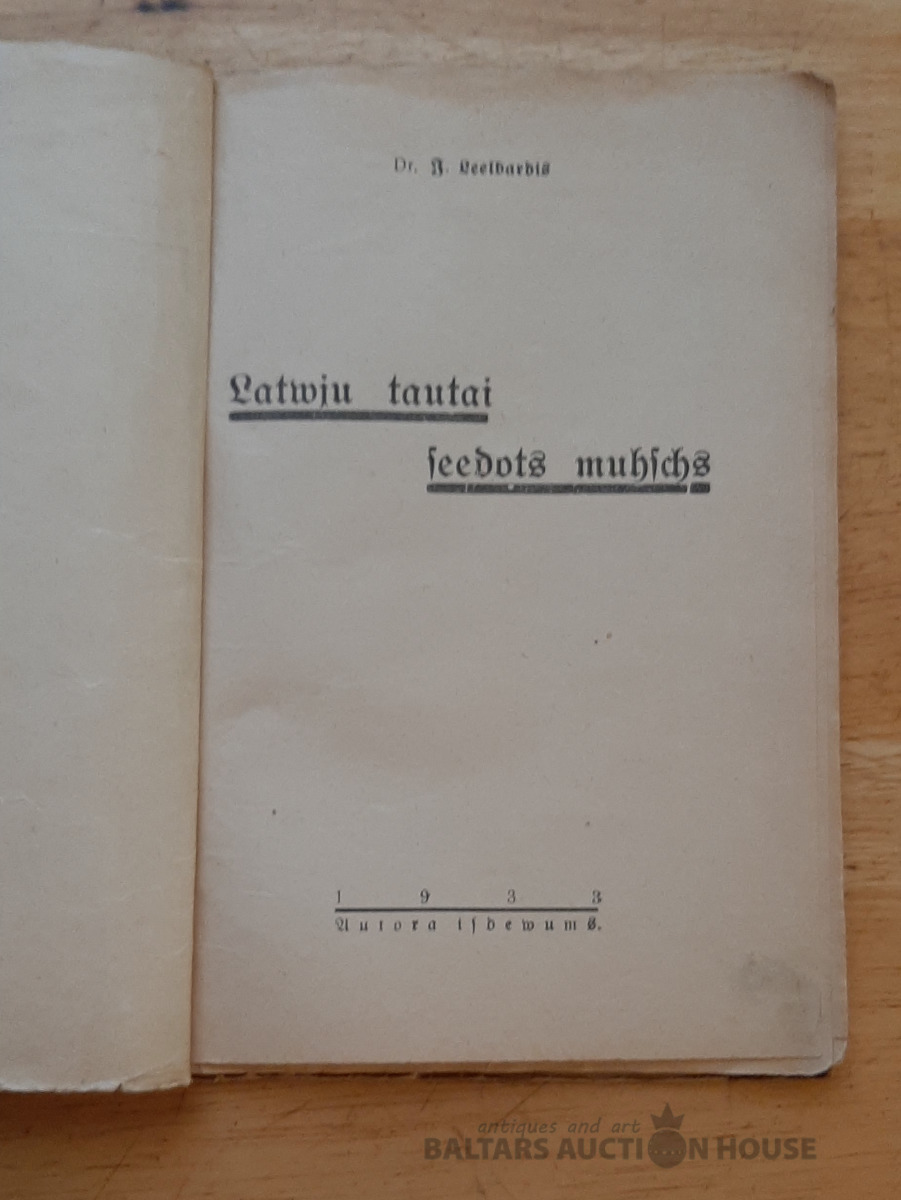 Dr. J. Leelbardis
Latwju tautai
ſeedots muhſchs
1 9 3 3
Autora iſdewums.
antiques and art
BALTARS AUCTION HOUSE